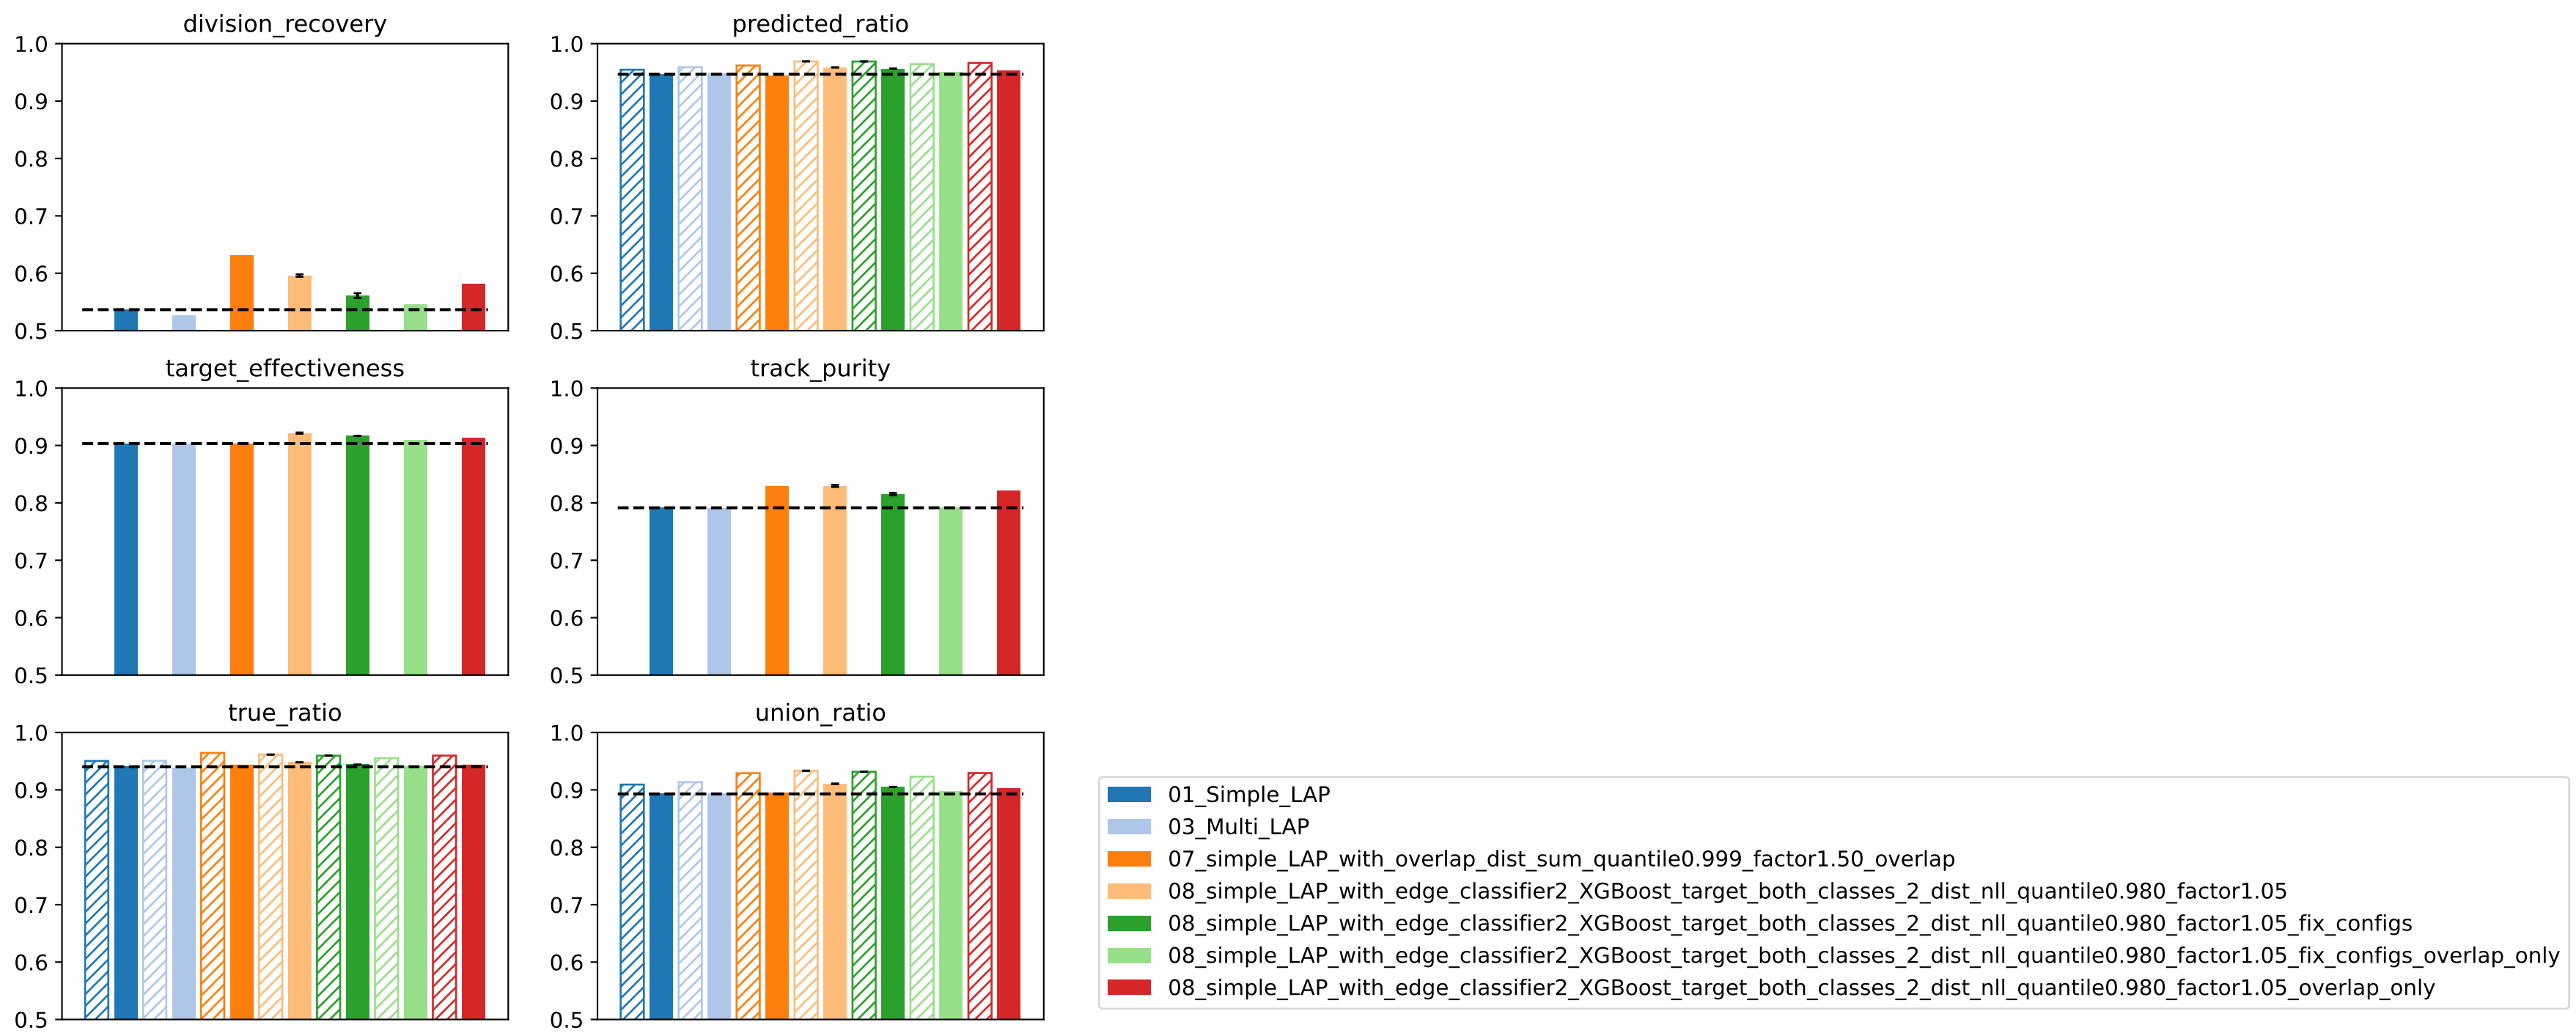 division_recovery
1.0
0.9
0.8
0.7
0.6
0.5
predicted_ratio
1.0
0.9
0.8
0.7
0.6
0.5
target_effectiveness
1.0
0.9
0.8
0.7
0.6
0.5
track_purity
1.0
0.9
0.8
0.7
0.6
0.5
true_ratio
1.0
0.9
0.8
0.7
0.6
0.5
union_ratio
1.0
0.9
0.8
0.7
0.6
0.5
01_Simple_LAP
03_Multi_LAP
07_simple_LAP_with_overlap_dist_sum_quantile0.999_factor1.50_overlap
08_simple_LAP_with_edge_classifier2_XGBoost_target_both_classes_2_dist_nll_quantile0.980_factor1.05
08_simple_LAP_with_edge_classifier2_XGBoost_target_both_classes_2_dist_nll_quantile0.980_factor1.05_fix_configs
08_simple_LAP_with_edge_classifier2_XGBoost_target_both_classes_2_dist_nll_quantile0.980_factor1.05_fix_configs_overlap_only
08_simple_LAP_with_edge_classifier2_XGBoost_target_both_classes_2_dist_nll_quantile0.980_factor1.05_overlap_only